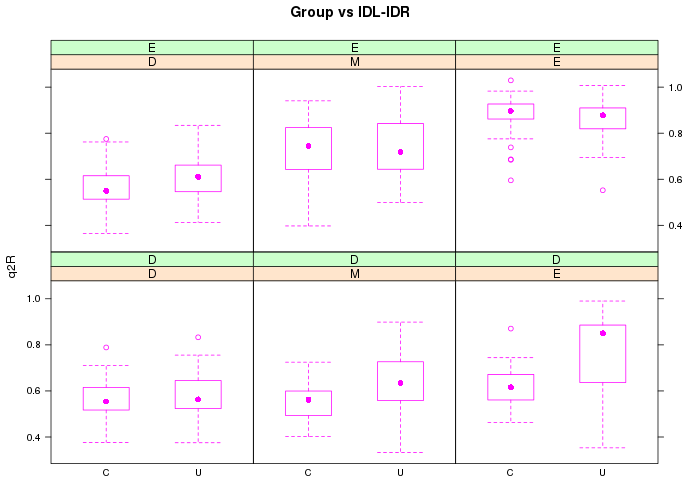 Group vs IDL-IDR
E E E
D M E
1.0
0.8
0.6
0.4
q2R
D D D
D M E
1.0
0.8
0.6
0.4
C U C U C U